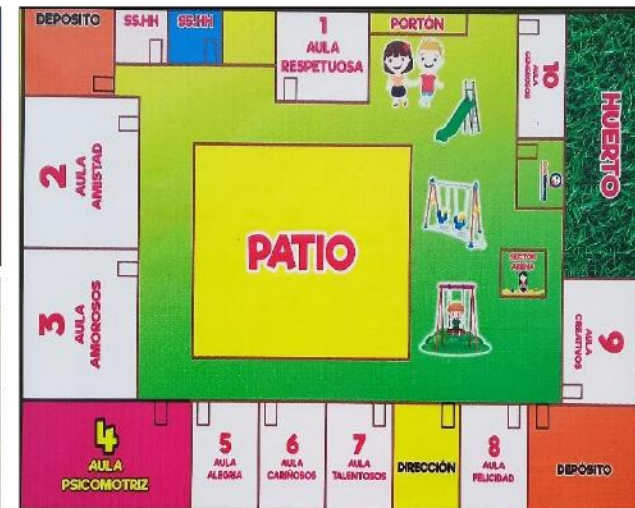 DEPOSITO
SS.HH
SS.HH
1
AULA
RESPETUOSA
PORTÓN
10
AULA
GENEROSOS
HUERTO
2
AULA
AMISTAD
PATIO
SECTOR
ARENA
3
AULA
AMOROSOS
9
AULA
CREATIVOS
4
AULA
PSICOMOTRIZ
5
AULA
ALEGRIA
6
AULA
CARIÑOSOS
7
AULA
TALENTOSOS
DIRECCIÓN
8
AULA
FELICIDAD
DEPÓSITO